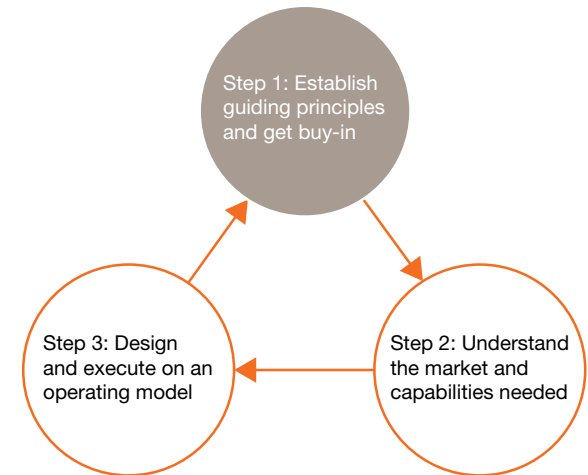 Step 1: Establish
guiding principles
and get buy-in
Step 2: Understand
the market and
capabilities needed
Step 3: Design
and execute on an
operating model